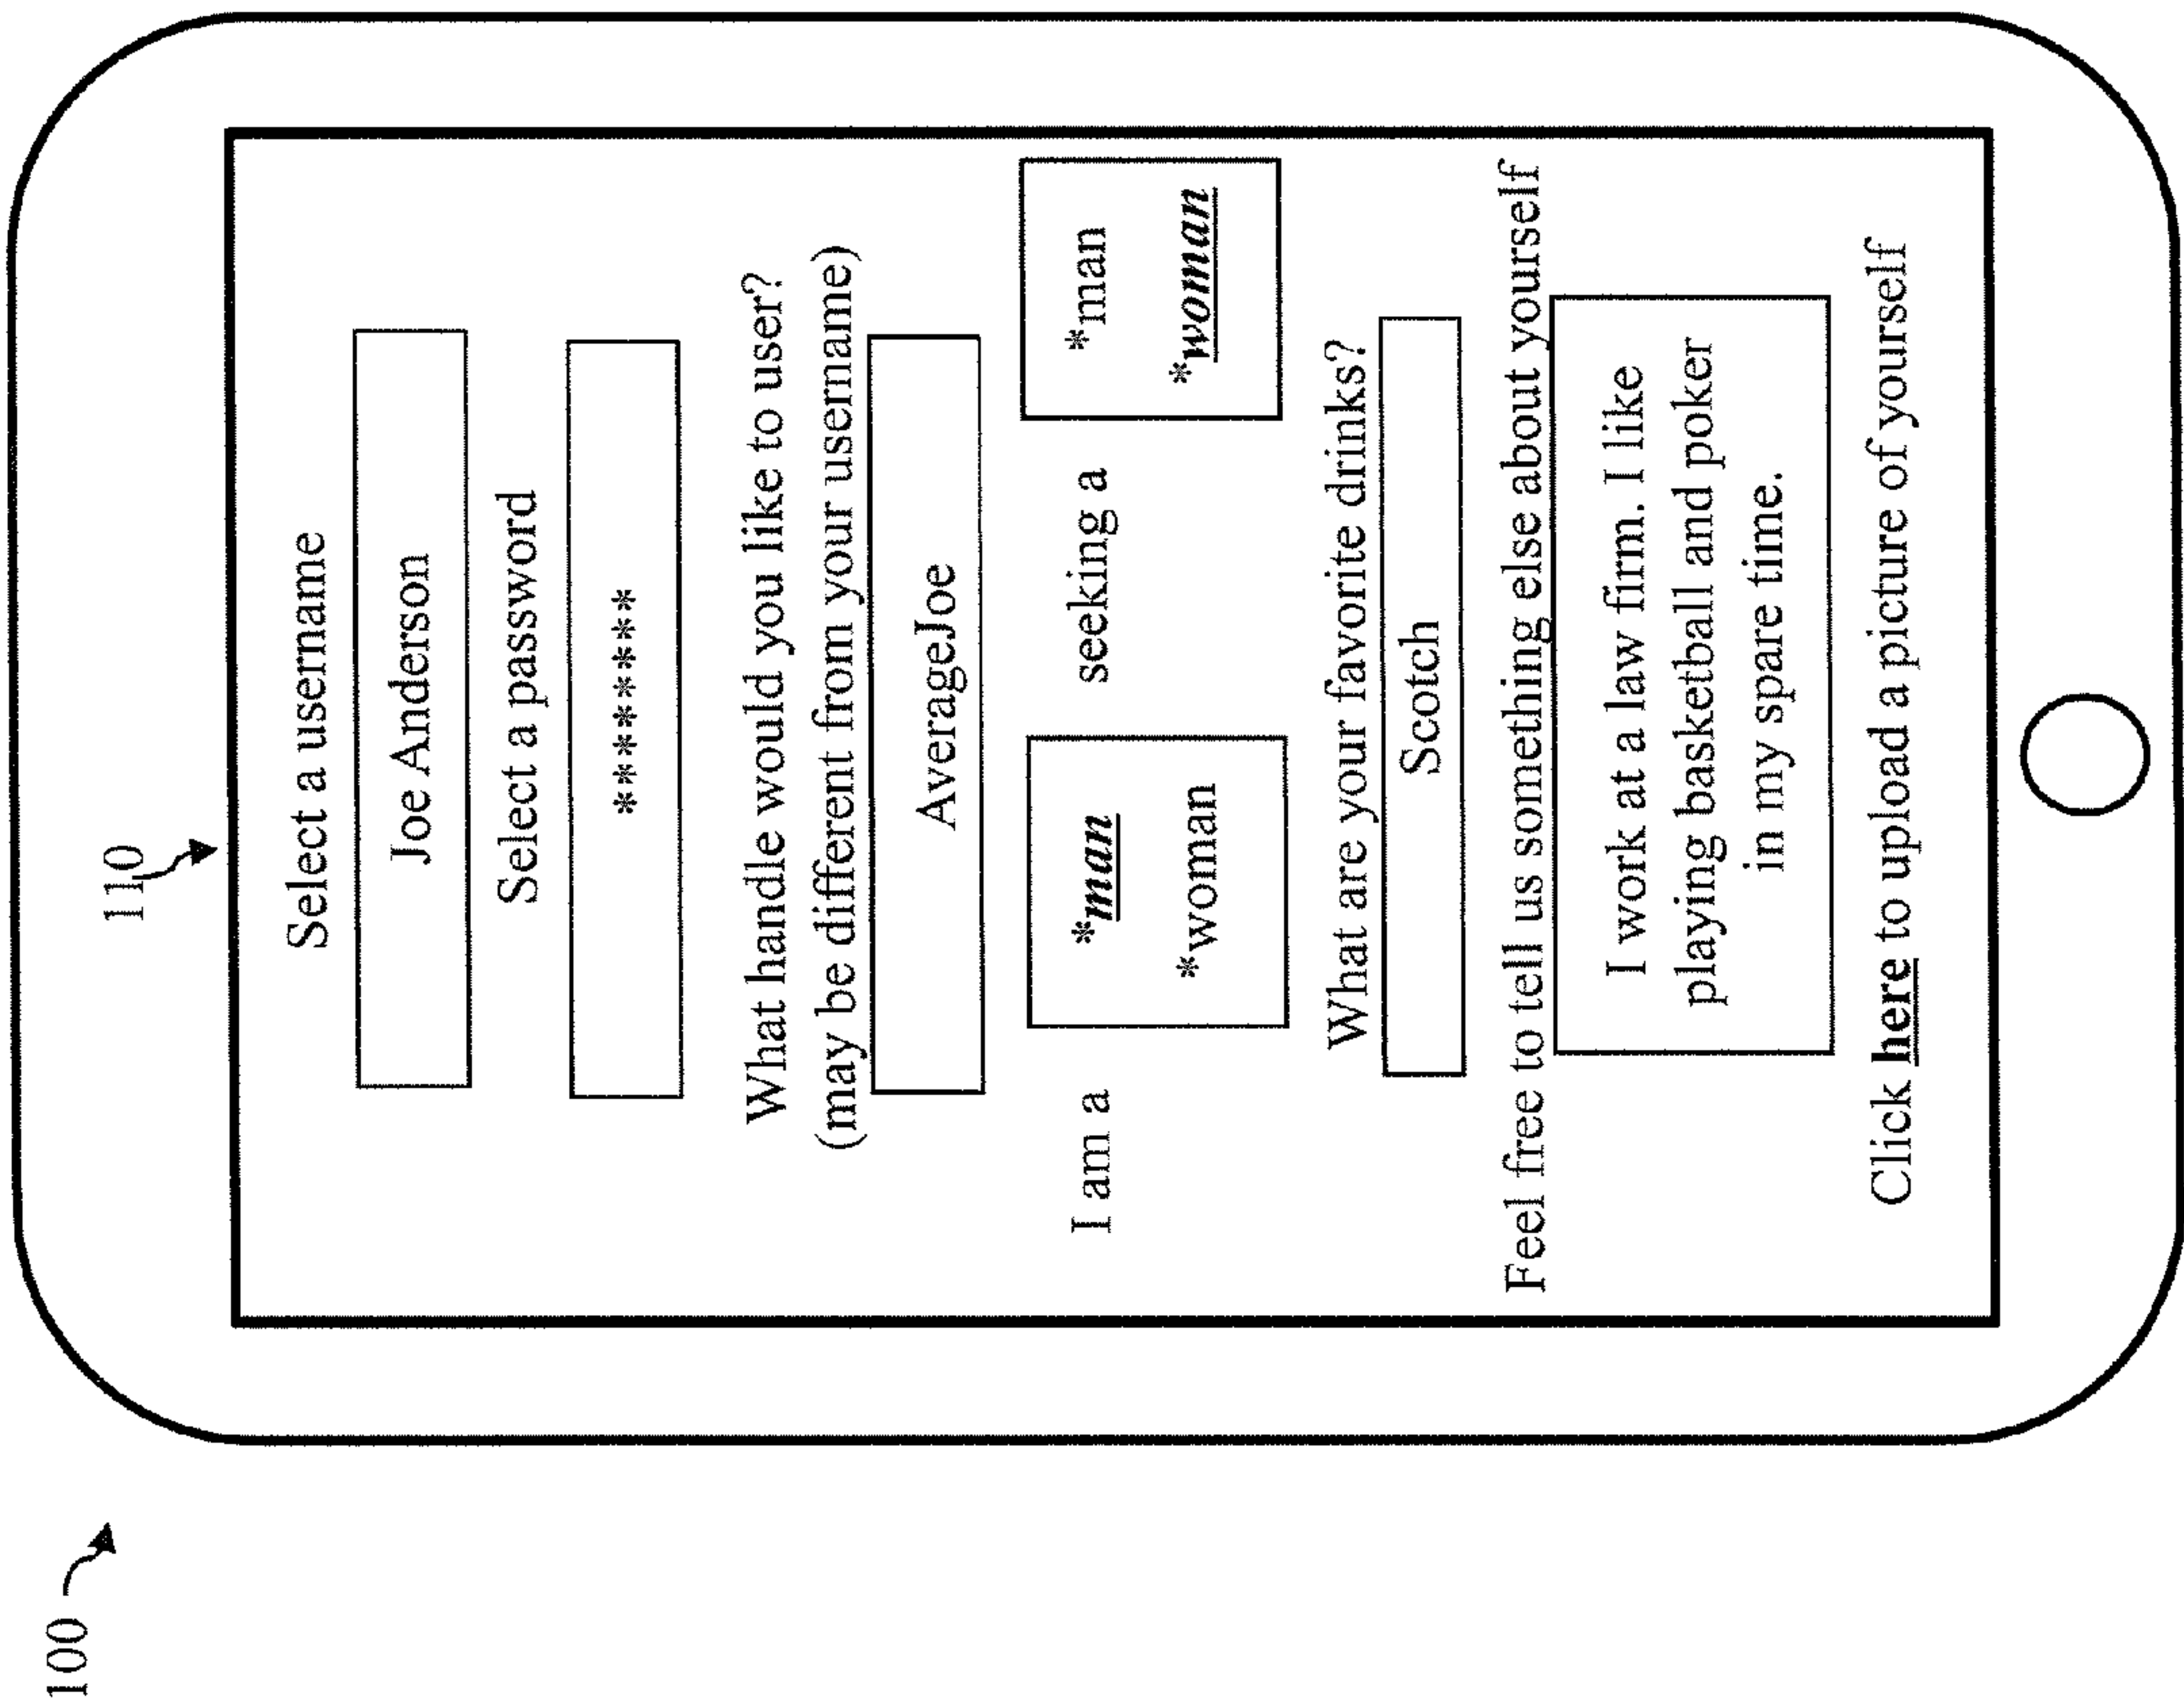 100
110
Select a username
Joe Anderson
Select a password
********
What handle would you like to user?
(may be different from your username)
AverageJoe
I am a
*man
*woman
seeking a
*man
*woman
What are your favorite drinks?
Scotch
Feel free to tell us something else about yourself
I work at a law firm. I like
playing basketball and poker
in my spare time.
Click here to upload a picture of yourself